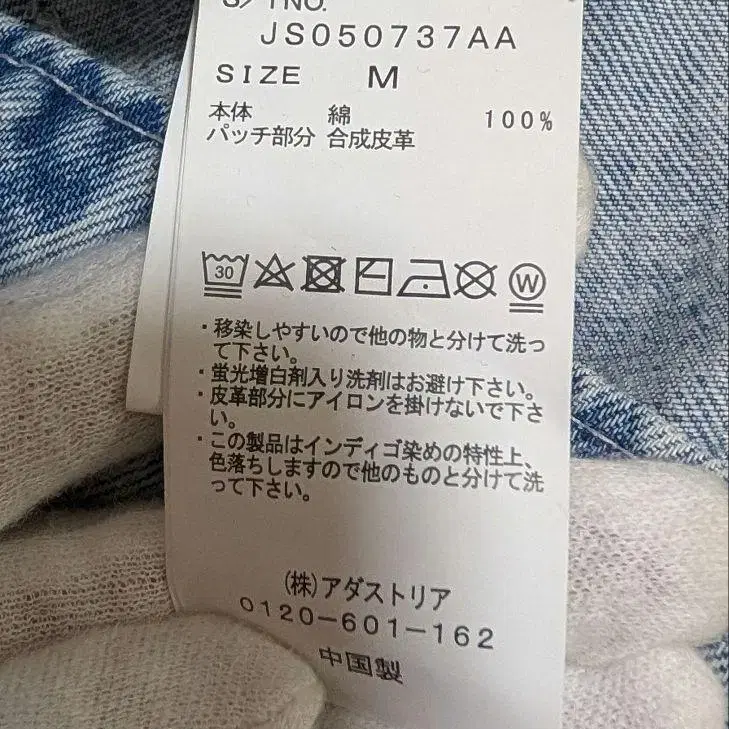 S/TNO.
JS050737AA
SIZE M
本体 綿 100%
パッチ部分 合成皮革
30
W
・移染しやすいので他の物と分けて洗っ
て下さい。
・蛍光増白剤入り洗剤はお避け下さい。
・皮革部分にアイロンを掛けないで下さ
い。
・この製品はインディゴ染めの特性上、
色落ちしますので他のものと分けて洗
って下さい。
(株)アダストリア
0120-601-162
中国製